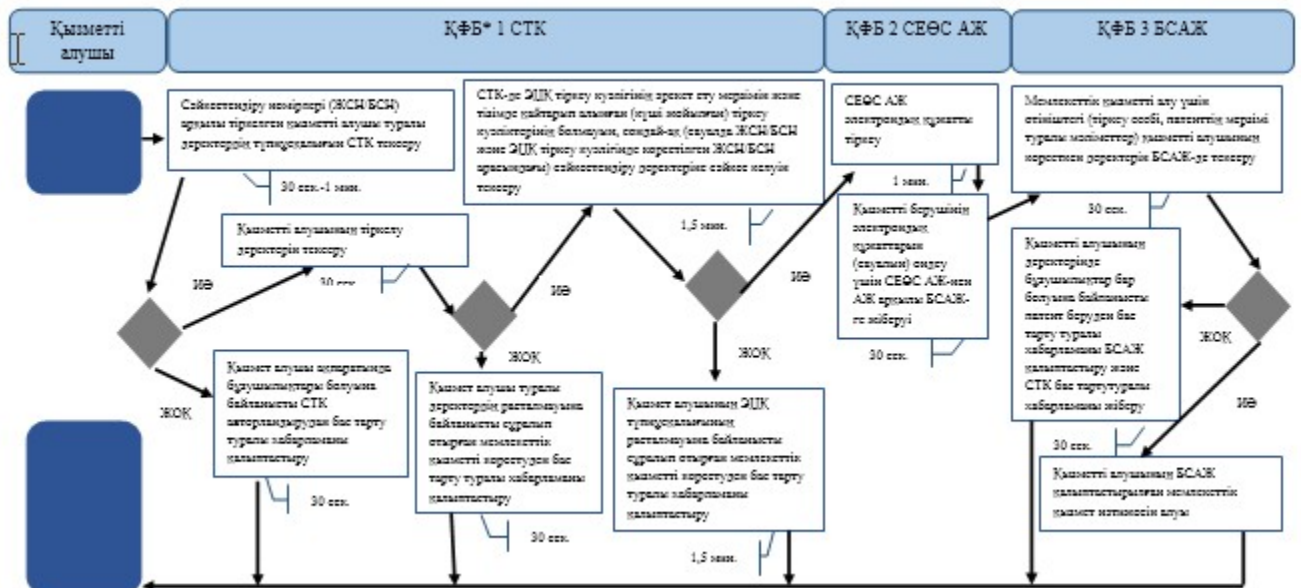 Қызметті
алушы
ҚФБ* 1 СТК
ҚФБ 2 СЕӨС АЖ
ҚФБ 3 БСАЖ
Сәйкестендіру нөмірлері (ЖСН/БСН)
арқылы тіркелген қызметті алушы туралы
деректердің түпнұсқалығын СТК тексеру
30 сек.-1 мин.
Қызметті алушының тіркелу
деректерін тексеру
30 сек
ИӘ
ЖОҚ
Қызмет алушы ақпаратында
бұзушылықтары болуына
байланысты СТК
авторландырудан бас тарту
туралы хабарламаны
қалыптастыру
30 сек.
СТК-де ЭЦҚ тіркеу куәлігінің әрекет ету мерзімін және
тізімде қайтарып алынған (күші жойылған) тіркеу
куәліктерінің болмауын, сондай-ақ (сауалда ЖСН/БСН
және ЭЦҚ тіркеу куәлігінде көрсетілген ЖСН/БСН
арасындағы) сәйкестендіру деректеріне сәйкес келуін
тексеру
1,5 мин.
ИӘ
ЖОҚ
Қызмет алушы туралы
деректердің расталмауына
байланысты сұралып
отырған мемлекеттік
қызметті көрсетуден бас
тарту туралы хабарламаны
қалыптастыру
30 сек.
ИӘ
ЖОҚ
Қызмет алушының ЭЦҚ
түпнұсқалығының
расталмауына байланысты
сұралып отырған мемлекеттік
қызметті көрсетуден бас тарту
туралы хабарламаны
қалыптастыру
1,5 мин.
СЕӨС АЖ
электрондық құжатты
тіркеу
1 мин.
Қызметті берушінің
электрондық
құжаттарын
(сауалын) өңдеу
үшін СЕӨС АЖ-нен
АЖ арқылы БСАЖ-
ге жіберуі
30 сек.
Мемлекеттік қызметті алу үшін
өтініштегі (тіркеу есебі, патенттің мерзімі
туралы мәліметтер) қызметті алушының
көрсеткен деректерін БСАЖ-де тексеру
30 сек.
Қызметті алушының
деректерінде
бұзушылықтар бар
болуына байланысты
патент беруден бас
тарту туралы
хабарламаны БСАЖ
қалыптастыру және
СТК бас тартутуралы
хабарламаны жіберу
30 сек.
ЖОҚ
ИӘ
Қызметті алушының БСАЖ
қалыптастырылған мемлекеттік
қызмет нәтижесін алуы